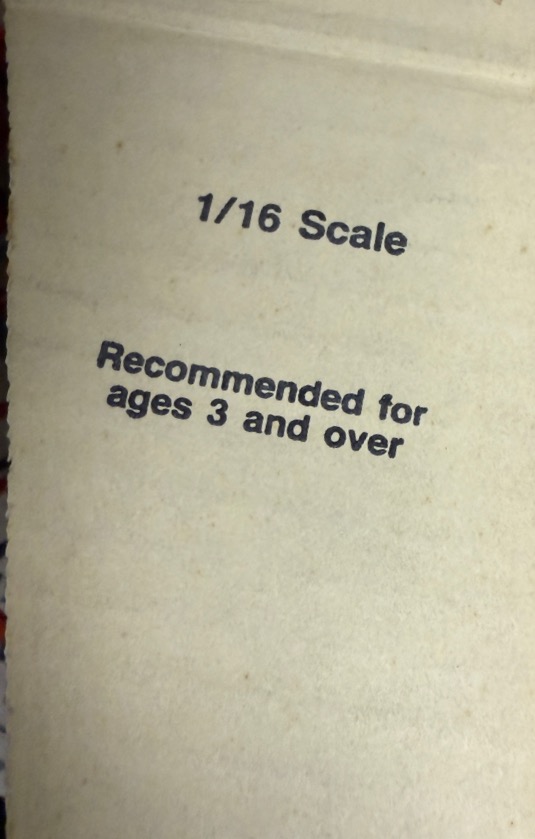 1/16 Scale
Recommended for
ages 3 and over